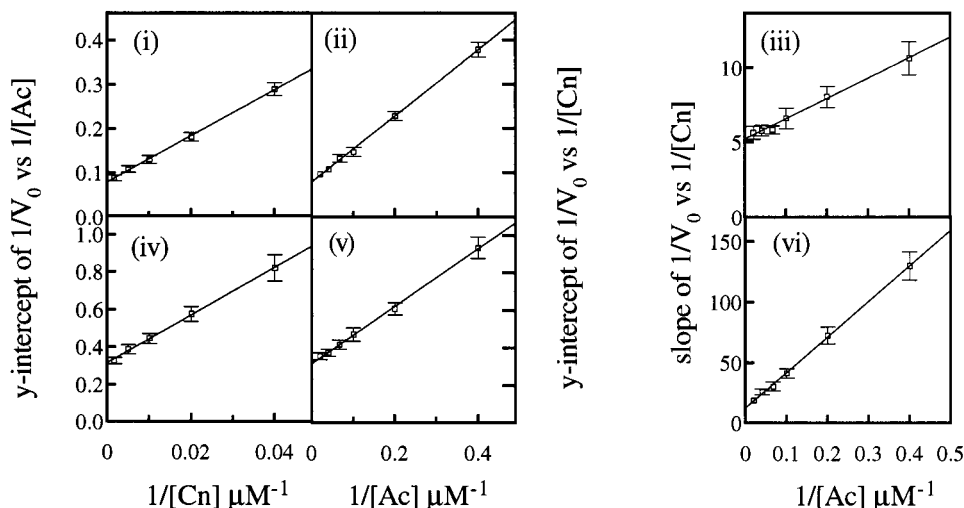 y-intercept of 1/V0 vs 1/[Ac]
0.4
0.3
0.2
0.1
0.0
(i)
(ii)
1.0
0.8
0.6
0.4
0.2
0.0
(iv)
(v)
0
0.02
0.04
0
0.2
0.4
1/[Cn] μM-1
1/[Ac] μM-1
y-intercept of 1/V0 vs 1/[Cn]
slope of 1/V0 vs 1/[Cn]
10
5
0
(iii)
150
100
50
0
(vi)
0
0.1
0.2
0.3
0.4
0.5
1/[Ac] μM-1